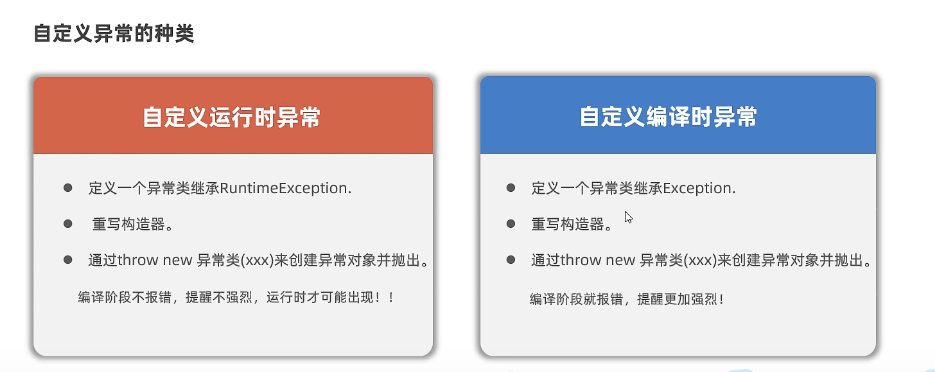 自定义异常的种类
自定义运行时异常
定义一个异常类继承RuntimeException.
重写构造器。
通过throw new 异常类(xxx)来创建异常对象并抛出。
编译阶段不报错，提醒不强烈，运行时才可能出现！！
自定义编译时异常
定义一个异常类继承Exception.
重写构造器。
通过throw new 异常类(xxx)来创建异常对象并抛出。
编译阶段就报错，提醒更加强烈！